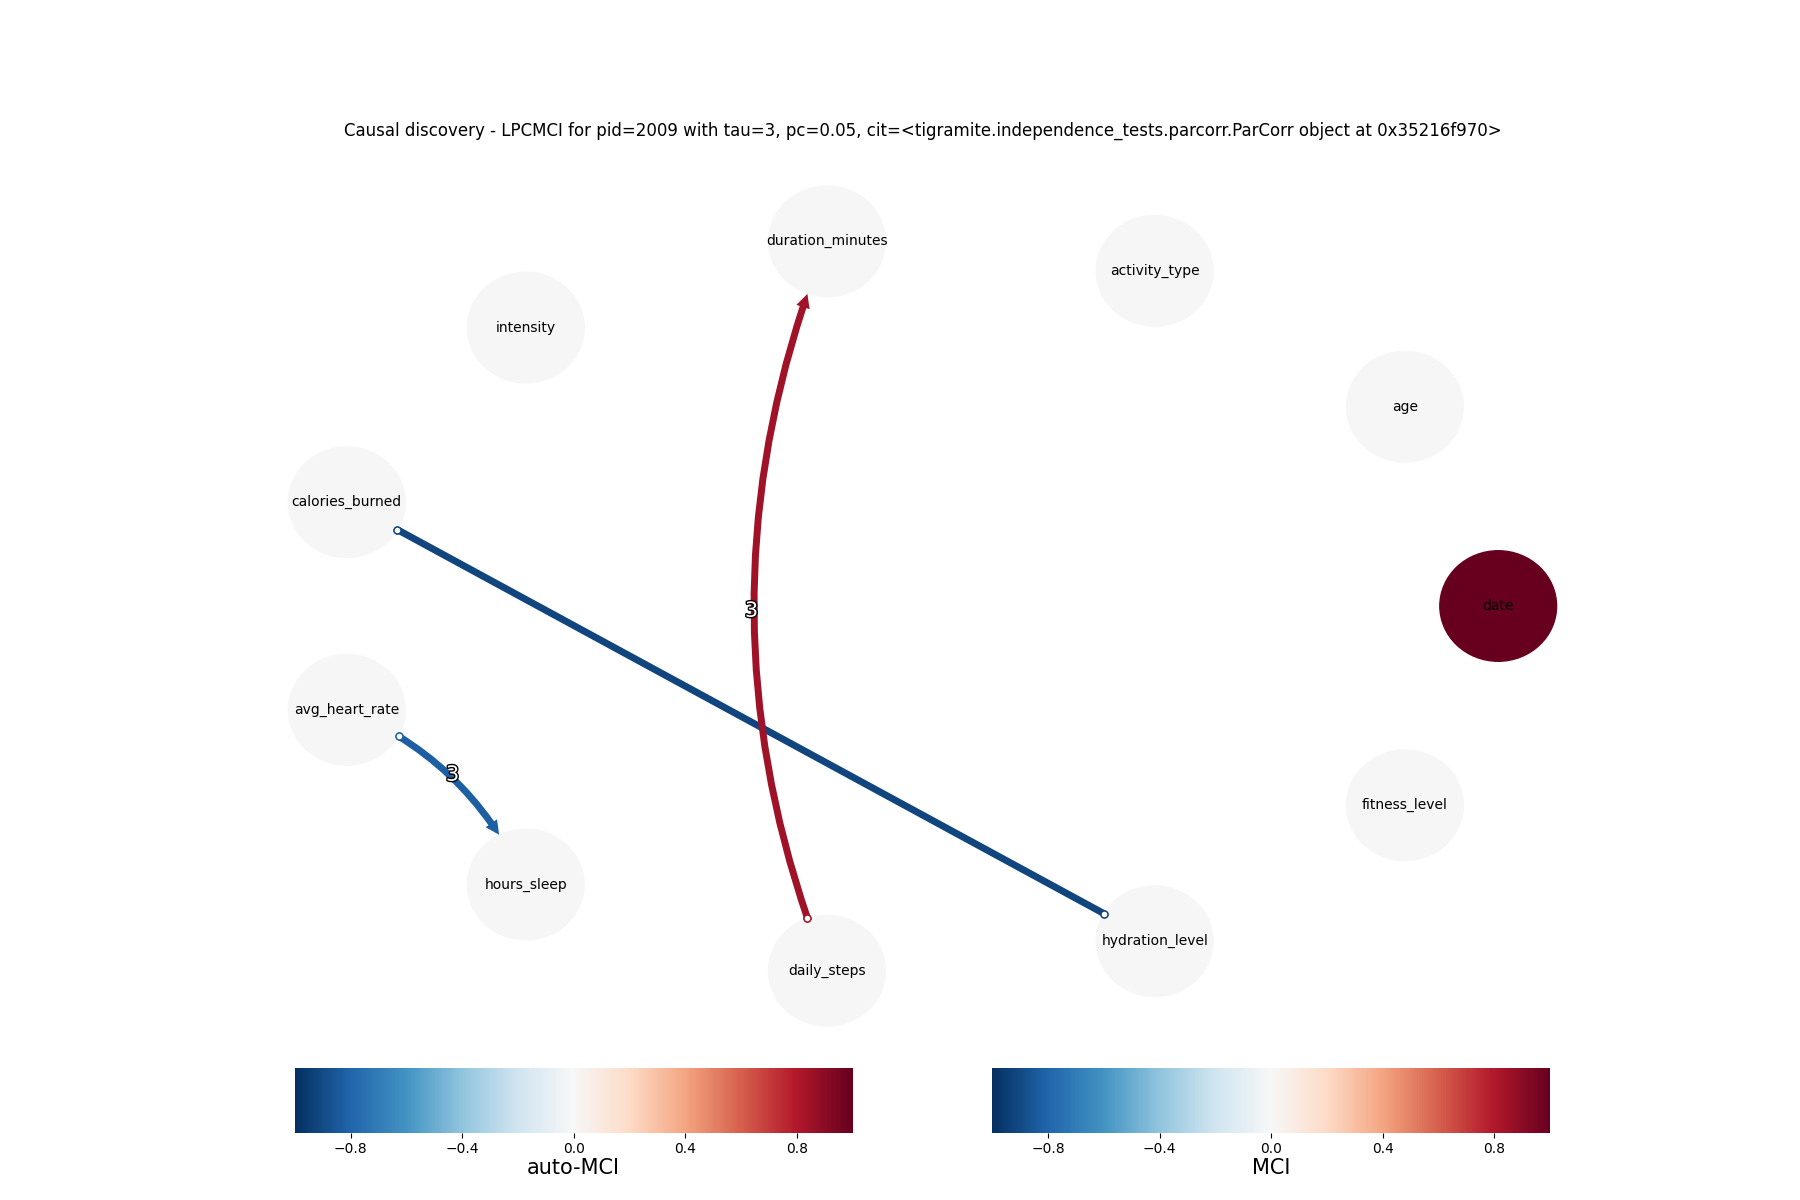 Causal discovery - LPCMCI for pid=2009 with tau=3, pc=0.05, cit=<tigramite.independence_tests.parcorr.ParCorr object at 0x35216f970>
duration_minutes
activity_type
intensity
age
calories_burned
date
3
avg_heart_rate
3
fitness_level
hours_sleep
hydration_level
daily_steps
−0.8 −0.4 0.0 0.4 0.8
auto-MCI
−0.8 −0.4 0.0 0.4 0.8
MCI